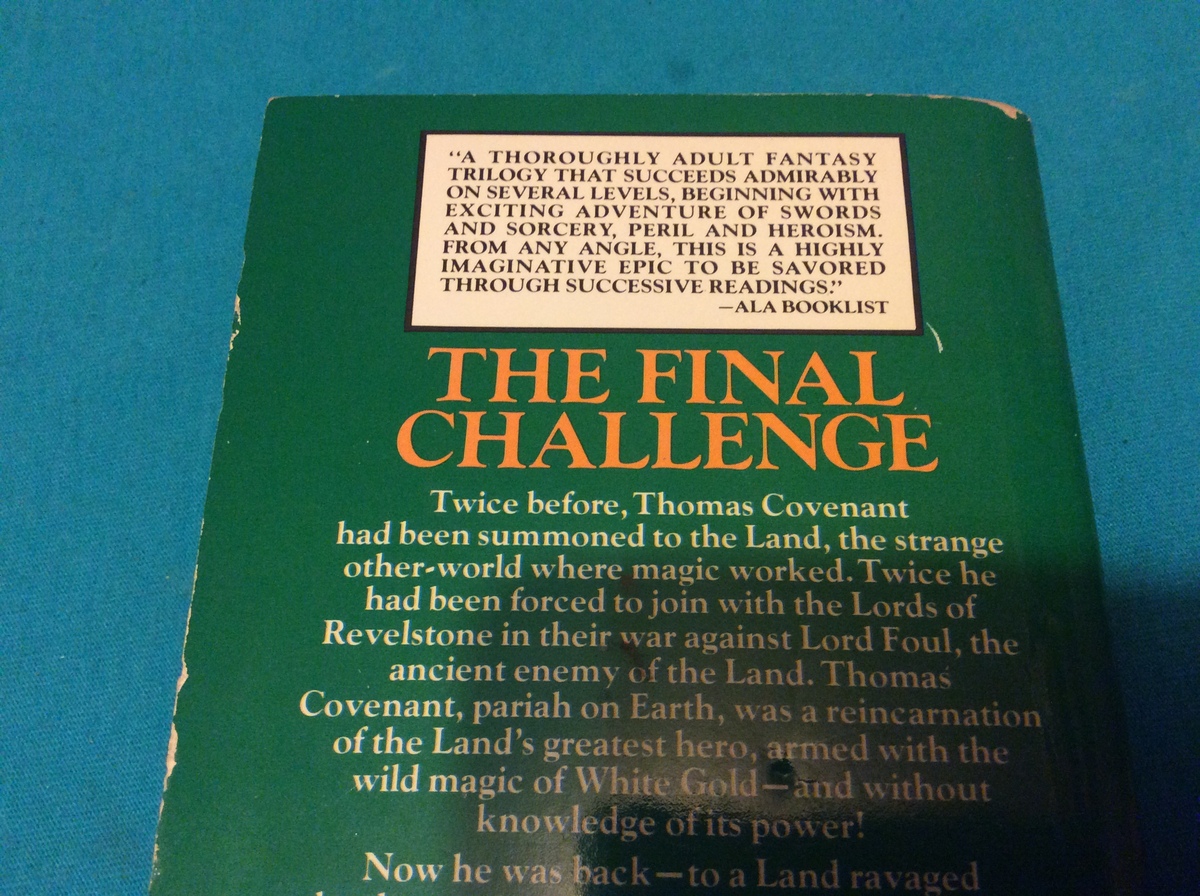 “A THOROUGHLY ADULT FANTASY
TRILOGY THAT SUCCEEDS ADMIRABLY
ON SEVERAL LEVELS, BEGINNING WITH
EXCITING ADVENTURE OF SWORDS
AND SORCERY, PERIL AND HEROISM.
FROM ANY ANGLE, THIS IS A HIGHLY
IMAGINATIVE EPIC TO BE SAVORED
THROUGH SUCCESSIVE READINGS.”
—ALA BOOKLIST
THE FINAL
CHALLENGE
Twice before, Thomas Covenant
had been summoned to the Land, the strange
other-world where magic worked. Twice he
had been forced to join with the Lords of
Revelstone in their war against Lord Foul, the
ancient enemy of the Land. Thomas
Covenant, pariah on Earth, was a reincarnation
of the Land’s greatest hero, armed with the
wild magic of White Gold—and without
knowledge of its power!
Now he was back—to a Land ravaged